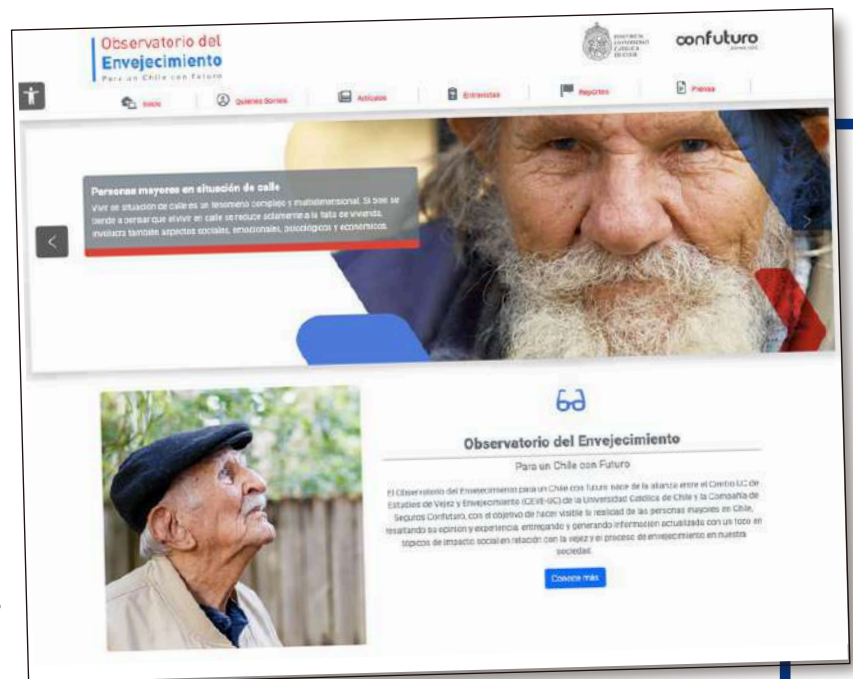 Observatorio del
Envejecimiento
Para un Chile con Futuro
PONTIFICIA
UNIVERSIDAD
CATÓLICA
DE CHILE
confuturo
Inicio
Quienes Somos
Artículos
Entrevistas
Reportes
Prensa
Personas mayores en situación de calle
Vivir en situación de calle es un fenómeno complejo y multidimensional. Si bien se
tiende a pensar que el vivir en calle se reduce solamente a la falta de vivienda,
involucra también aspectos sociales, emocionales, psicológicos y económicos.
Observatorio del Envejecimiento
Para un Chile con Futuro
El Observatorio del Envejecimiento para un Chile con futuro nace de la alianza entre el Centro UC de
Estudios de Vejez y Envejecimiento (CEVE-UC) de la Universidad Católica de Chile y la Compañía de
Seguros Confuturo, con el objetivo de hacer visible la realidad de las personas mayores en Chile,
resaltando su opinión y experiencia, entregando y generando información actualizada con un foco en
tópicos de impacto social en relación con la vejez y el proceso de envejecimiento en nuestra
sociedad.
Conoce más